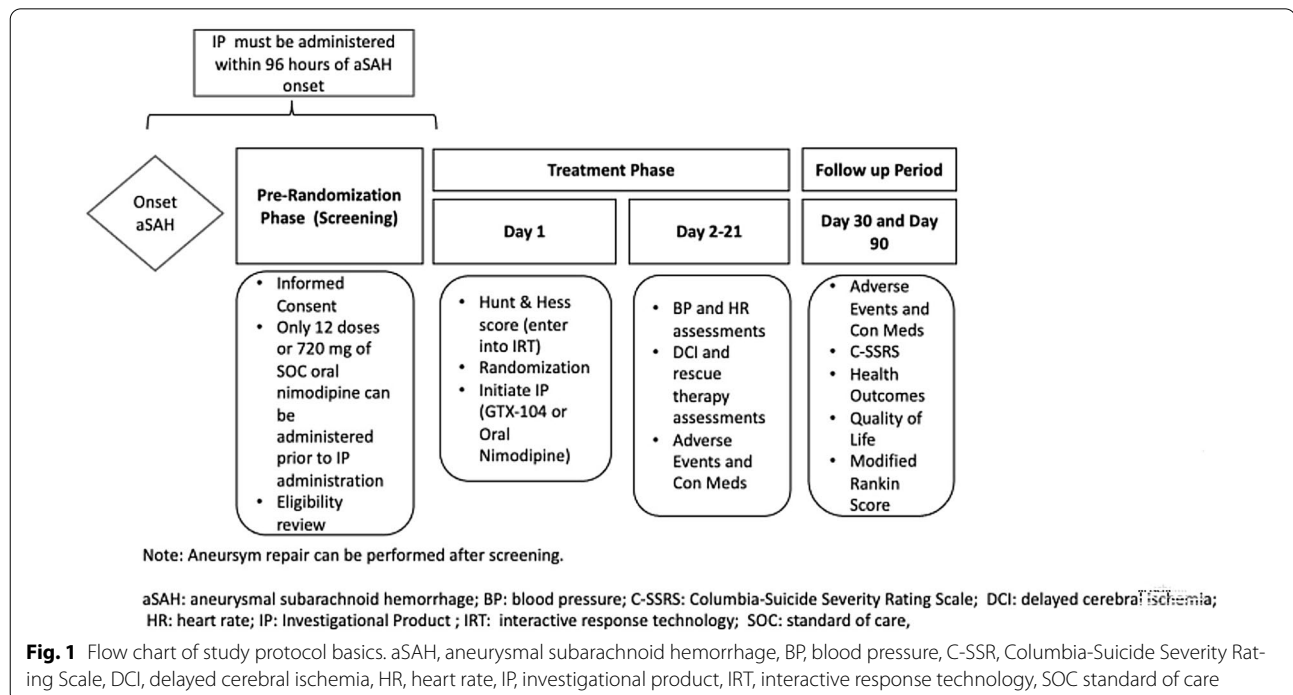 IP must be administered
within 96 hours of aSAH
onset
Onset
aSAH
Pre-Randomization
Phase (Screening)
Treatment Phase
Follow up Period
Day 1
Day 2-21
Day 30 and Day
90
• Informed
Consent
• Only 12 doses
or 720 mg of
SOC oral
nimodipine can
be
administered
prior to IP
administration
• Eligibility
review
• Hunt & Hess
score (enter
into IRT)
• Randomization
• Initiate IP
(GTX-104 or
Oral
Nimodipine)
• BP and HR
assessments
• DCI and
rescue
therapy
assessments
• Adverse
Events and
Con Meds
• Adverse
Events and
Con Meds
• C-SSRS
• Health
Outcomes
• Quality of
Life
• Modified
Rankin
Score
Note: Aneursym repair can be performed after screening.
aSAH: aneurysmal subarachnoid hemorrhage; BP: blood pressure; C-SSRS: Columbia-Suicide Severity Rating Scale; DCI: delayed cerebral ischemia;
HR: heart rate; IP: Investigational Product ; IRT: interactive response technology; SOC: standard of care,
Fig. 1 Flow chart of study protocol basics. aSAH, aneurysmal subarachnoid hemorrhage, BP, blood pressure, C-SSR, Columbia-Suicide Severity Rat-
ing Scale, DCI, delayed cerebral ischemia, HR, heart rate, IP, investigational product, IRT, interactive response technology, SOC standard of care